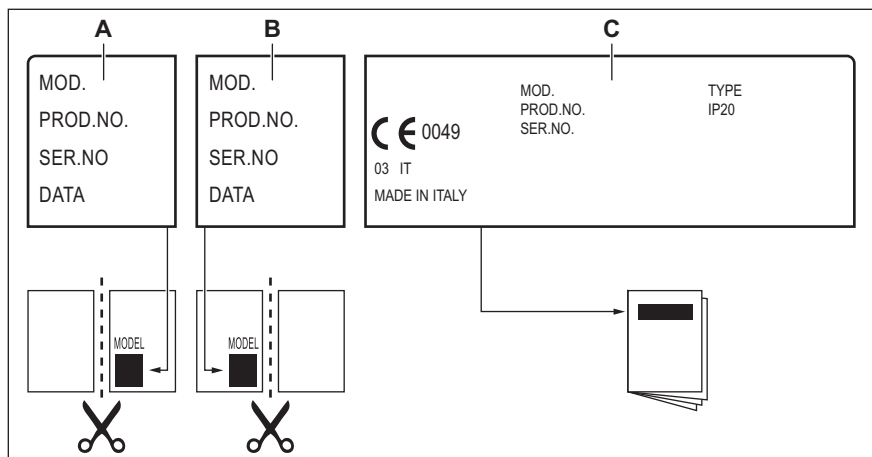 A
B
C
MOD.
PROD.NO.
SER.NO
DATA
MOD.
PROD.NO.
SER.NO
DATA
MOD.
PROD.NO.
SER.NO.
TYPE
IP20
CE 0049
03 IT
MADE IN ITALY
MODEL
MODEL